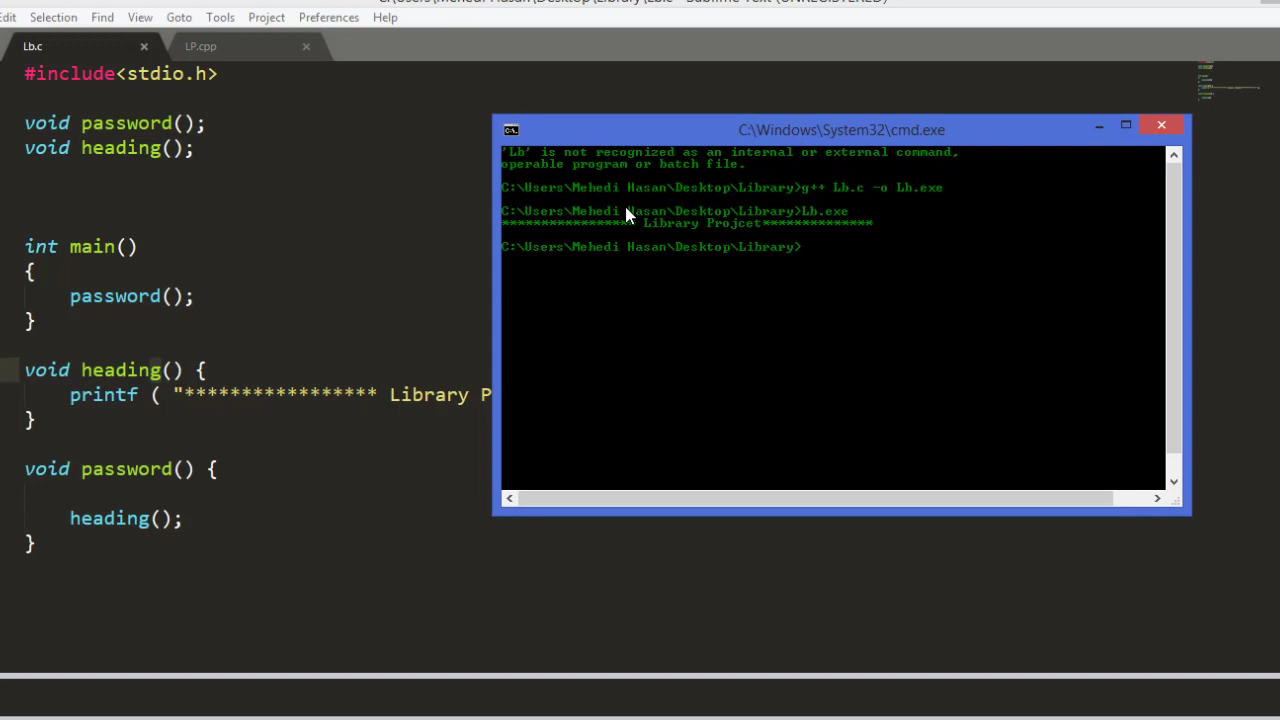 Edit Selection Find View Goto Tools Project Preferences Help
Lb.c LP.cpp
#include<stdio.h>
void password();
void heading();
int main()
{
password();
}
void heading() {
printf ( "***************** Library P
}
void password() {
heading();
}
C:\Windows\System32\cmd.exe
'Lb' is not recognized as an internal or external command,
operable program or batch file.
C:\Users\Mehedi Hasan\Desktop\Library>g++ Lb.c -o Lb.exe
C:\Users\Mehedi Hasan\Desktop\Library>Lb.exe
***************** Library Projcet**************
C:\Users\Mehedi Hasan\Desktop\Library>